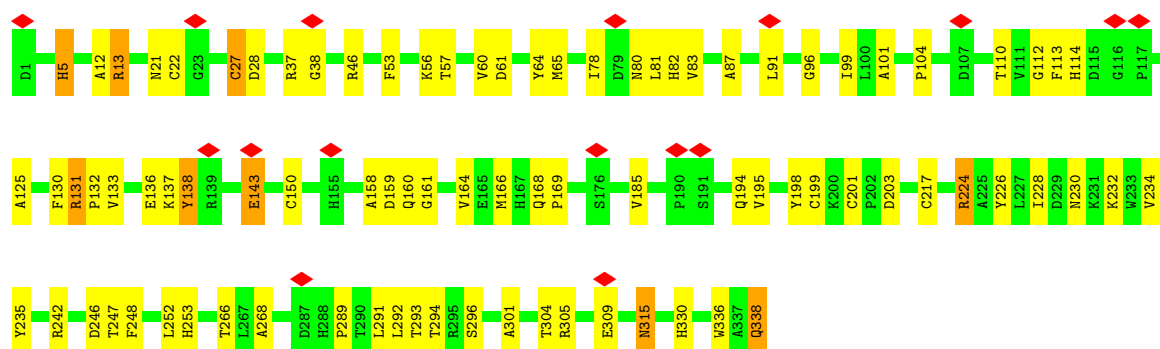 D1 H5 A12 R13 N21 C22 G23 C27 D28 R37 G38 R46 F53 K56 T57 V60 D61 Y64 M65 I78 D79 N80 L81 H82 V83 A87 L91 G96 I99 L100 A101 P104 D107 T110 V111 G112 F113 H114 D115 G116 P117
A125 F130 R131 P132 V133 E136 K137 Y138 R139 E143 C150 H155 A158 D159 Q160 G161 V164 E165 M166 H167 Q168 P169 S176 V185 P190 S191 Q194 V195 Y198 C199 K200 C201 P202 D203 C217 R224 A225 Y226 L227 I228 D229 N230 K231 K232 W233 V234
Y235 R242 D246 T247 F248 L252 H253 T266 L267 A268 D287 H288 P289 T290 L291 L292 T293 T294 R295 S296 A301 T304 R305 E309 N315 H330 W336 A337 Q338